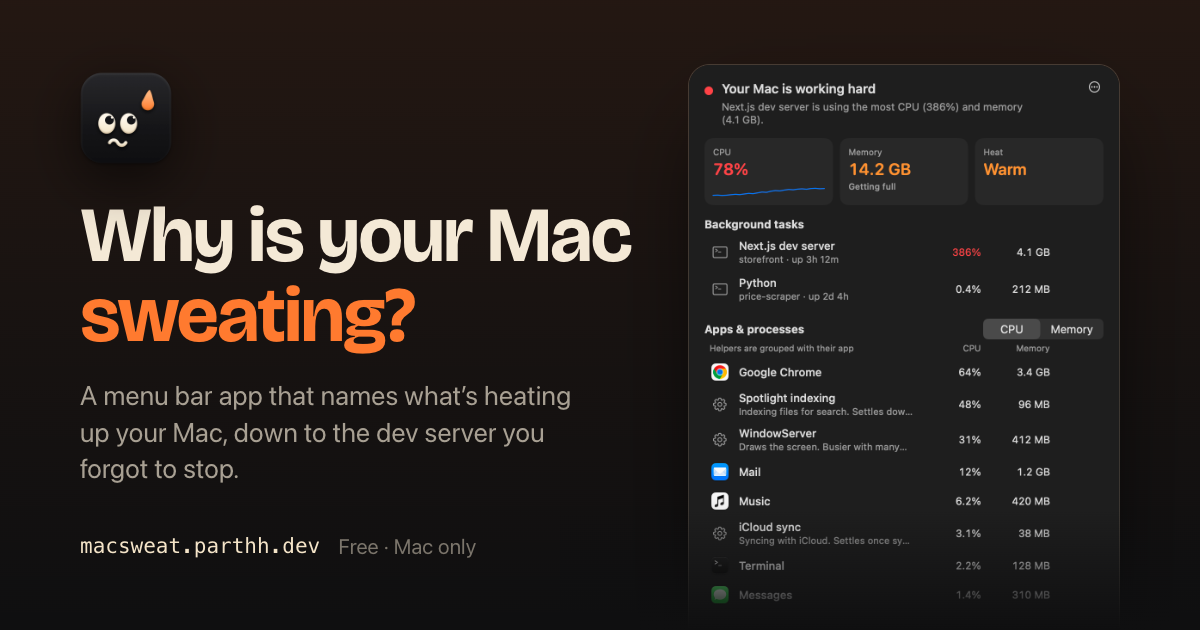 Why is your Mac
sweating?
A menu bar app that names what’s heating
up your Mac, down to the dev server you
forgot to stop.
macsweat.parthh.dev Free · Mac only
Your Mac is working hard
Next.js dev server is using the most CPU (386%) and memory
(4.1 GB).
CPU
78%
Memory
14.2 GB
Getting full
Heat
Warm
Background tasks
Next.js dev server 386% 4.1 GB
storefront · up 3h 12m
Python 0.4% 212 MB
price-scraper · up 2d 4h
Apps & processes CPU Memory
Helpers are grouped with their app CPU Memory
Google Chrome 64% 3.4 GB
Spotlight indexing 48% 96 MB
Indexing files for search. Settles dow...
WindowServer 31% 412 MB
Draws the screen. Busier with many...
Mail 12% 1.2 GB
Music 6.2% 420 MB
iCloud sync 3.1% 38 MB
Syncing with iCloud. Settles once sy...
Terminal 2.2% 128 MB
Messages 1.4% 310 MB